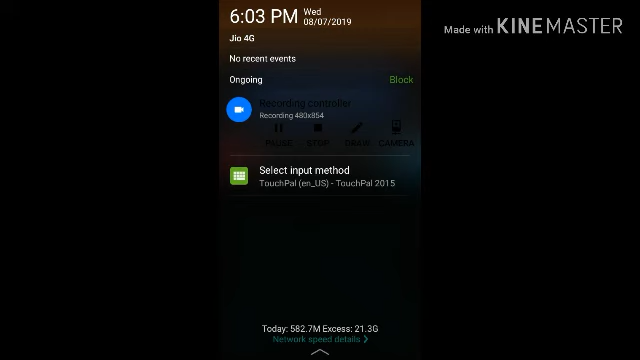 6:03 PM Wed 08/07/2019
Made with KINEMASTER
Jio 4G
No recent events
Ongoing Block
Recording controller
Recording 480x854
PAUSE STOP DRAW CAMERA
Select input method
TouchPal (en_US) - TouchPal 2015
Today: 582.7M Excess: 21.3G
Network speed details